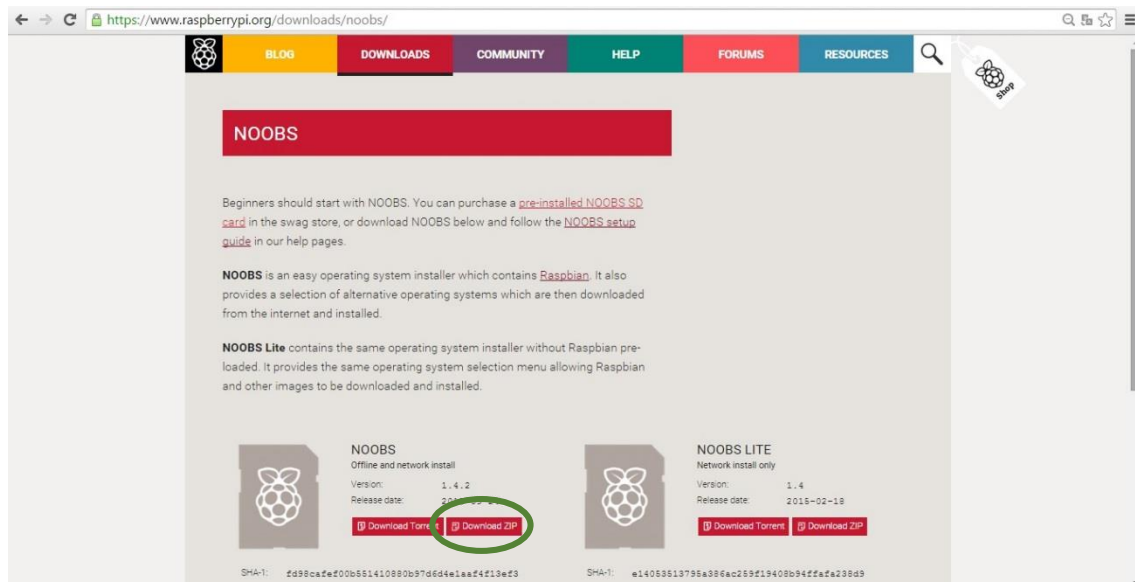 https://www.raspberrypi.org/downloads/noobs/
BLOG DOWNLOADS COMMUNITY HELP FORUMS RESOURCES
shop
NOOBS
Beginners should start with NOOBS. You can purchase a pre-installed NOOBS SD
card in the swag store, or download NOOBS below and follow the NOOBS setup
guide in our help pages.
NOOBS is an easy operating system installer which contains Raspbian. It also
provides a selection of alternative operating systems which are then downloaded
from the internet and installed.
NOOBS Lite contains the same operating system installer without Raspbian pre-
loaded. It provides the same operating system selection menu allowing Raspbian
and other images to be downloaded and installed.
NOOBS
Offline and network install
Version: 1.4.2
Release date:
Download Torrent Download ZIP
SHA-1: fd98cafef00b551410880b97d6d4e1aaf4f13ef3
NOOBS LITE
Network install only
Version: 1.4
Release date: 2015-02-18
Download Torrent Download ZIP
SHA-1: e14053513795a386ac259f19408b94ffafa238d9